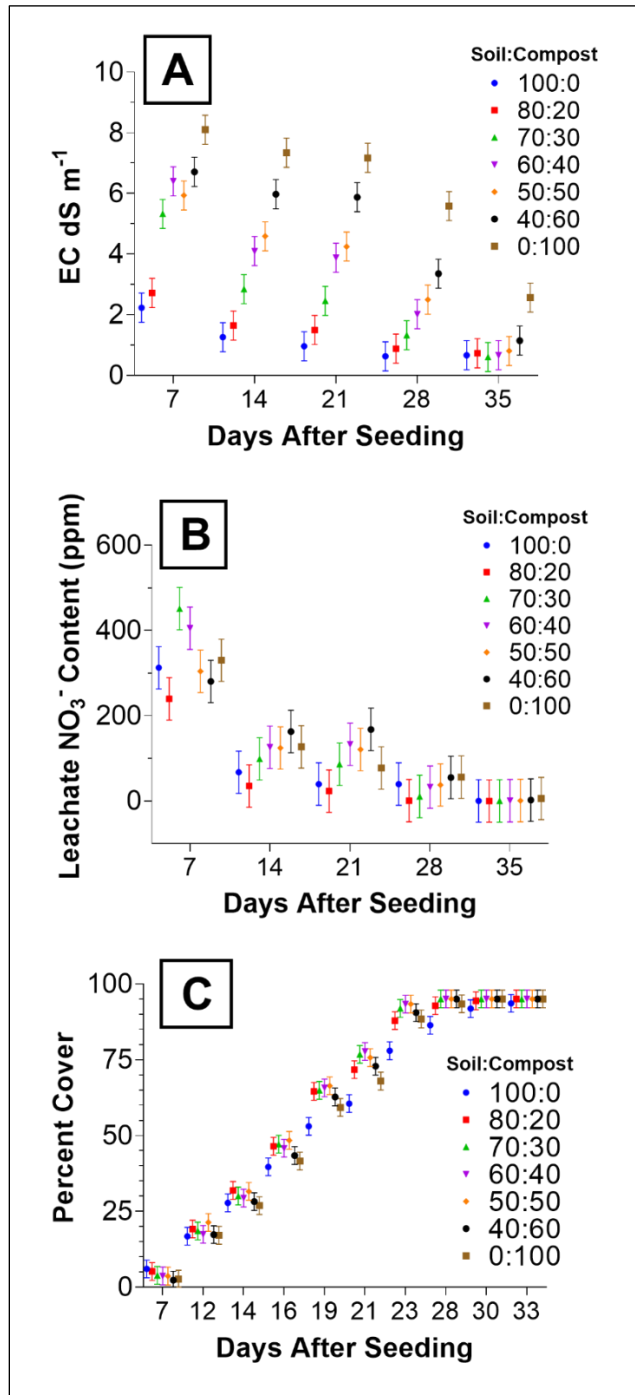 A
Soil:Compost
100:0
80:20
70:30
60:40
50:50
40:60
0:100
10
8
6
4
2
0
EC dS m⁻¹
7 14 21 28 35
Days After Seeding
B
Soil:Compost
100:0
80:20
70:30
60:40
50:50
40:60
0:100
600
400
200
0
Leachate NO₃⁻ Content (ppm)
7 14 21 28 35
Days After Seeding
C
100
75
50
25
0
Percent Cover
Soil:Compost
100:0
80:20
70:30
60:40
50:50
40:60
0:100
7 12 14 16 19 21 23 28 30 33
Days After Seeding